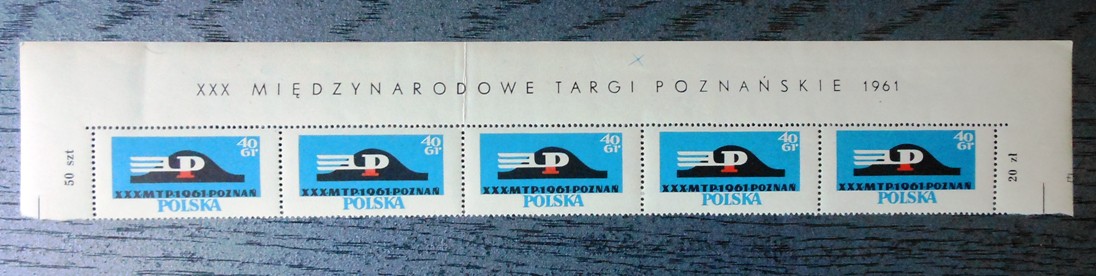 XXX MIĘDZYNARODOWE TARGI POZNAŃSKIE 1961
50 szt
40 Gr
P
XXX·MTP·1961·POZNAŃ
POLSKA
40 Gr
P
XXX·MTP·1961·POZNAŃ
POLSKA
40 Gr
P
XXX·MTP·1961·POZNAŃ
POLSKA
40 Gr
P
XXX·MTP·1961·POZNAŃ
POLSKA
40 Gr
P
XXX·MTP·1961·POZNAŃ
POLSKA
20 zł